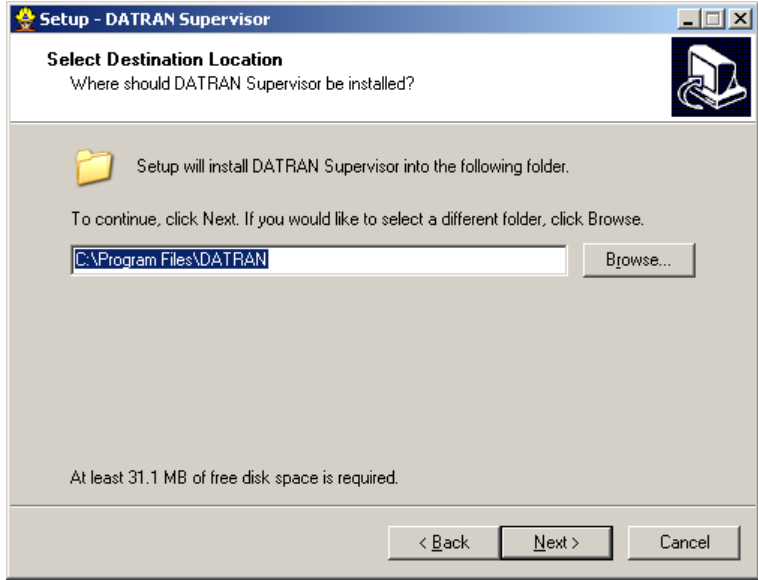 Setup - DATRAN Supervisor
Select Destination Location
Where should DATRAN Supervisor be installed?
Setup will install DATRAN Supervisor into the following folder.
To continue, click Next. If you would like to select a different folder, click Browse.
C:\Program Files\DATRAN
Browse...
At least 31.1 MB of free disk space is required.
< Back
Next >
Cancel